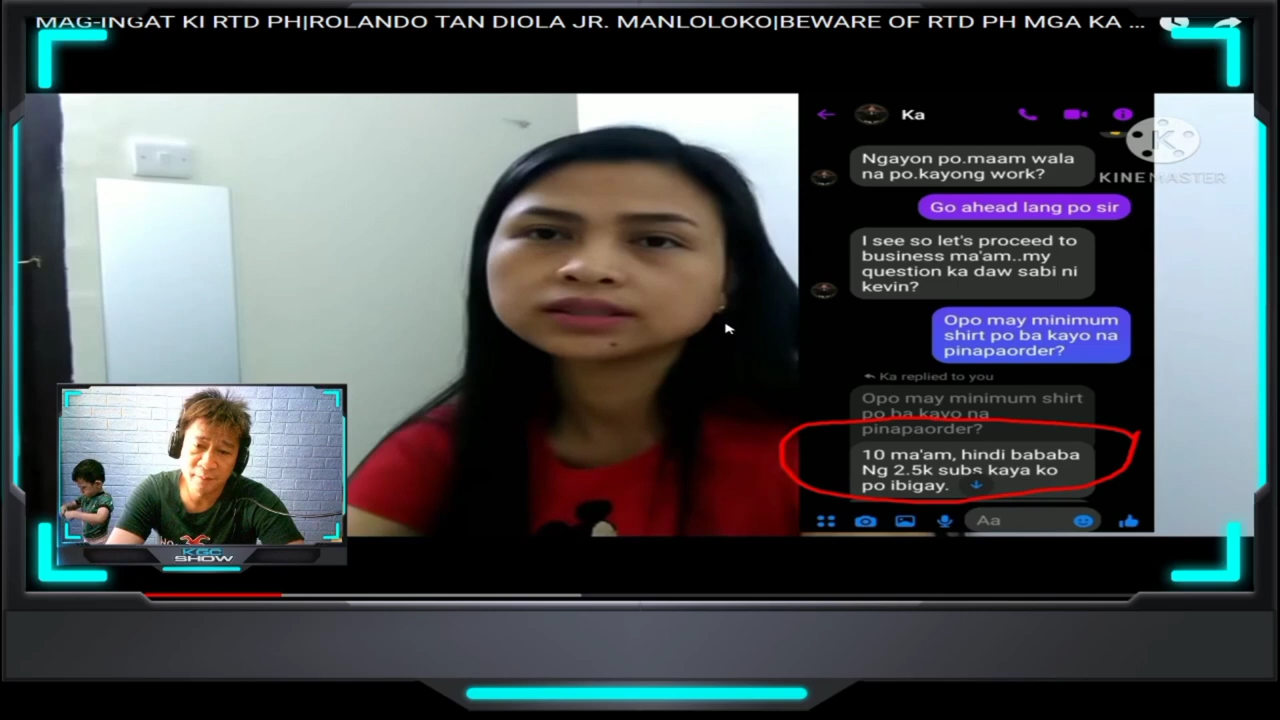 MAG-INGAT KI RTD PH|ROLANDO TAN DIOLA JR. MANLOLOKO|BEWARE OF RTD PH MGA KA ...
Ka
Ngayon po.maam wala
na po.kayong work?
KINEMASTER
Go ahead lang po sir
I see so let's proceed to
business ma'am..my
question ka daw sabi ni
kevin?
Opo may minimum
shirt po ba kayo na
pinapaorder?
Ka replied to you
Opo may minimum shirt
po ba kayo na
pinapaorder?
10 ma'am, hindi bababa
Ng 2.5k subs kaya ko
po ibigay.
Aa
KGC
SHOW